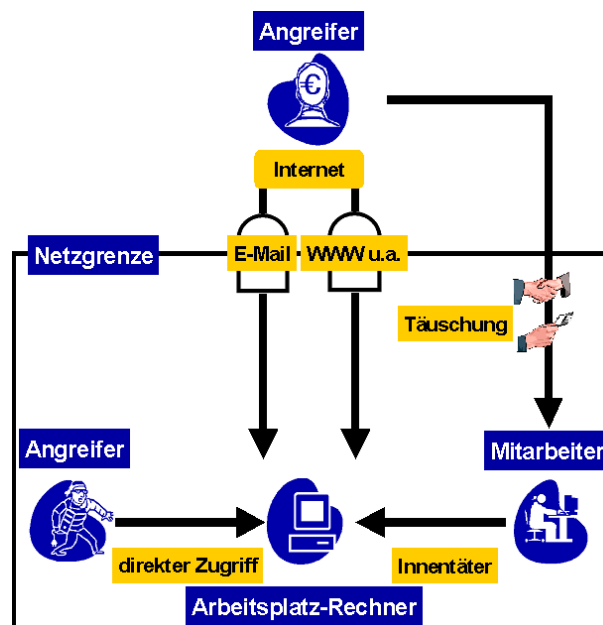 Angreifer
€
Internet
Netzgrenze
E-Mail
WWW u.a.
Täuschung
Angreifer
Mitarbeiter
direkter Zugriff
Innentäter
Arbeitsplatz-Rechner